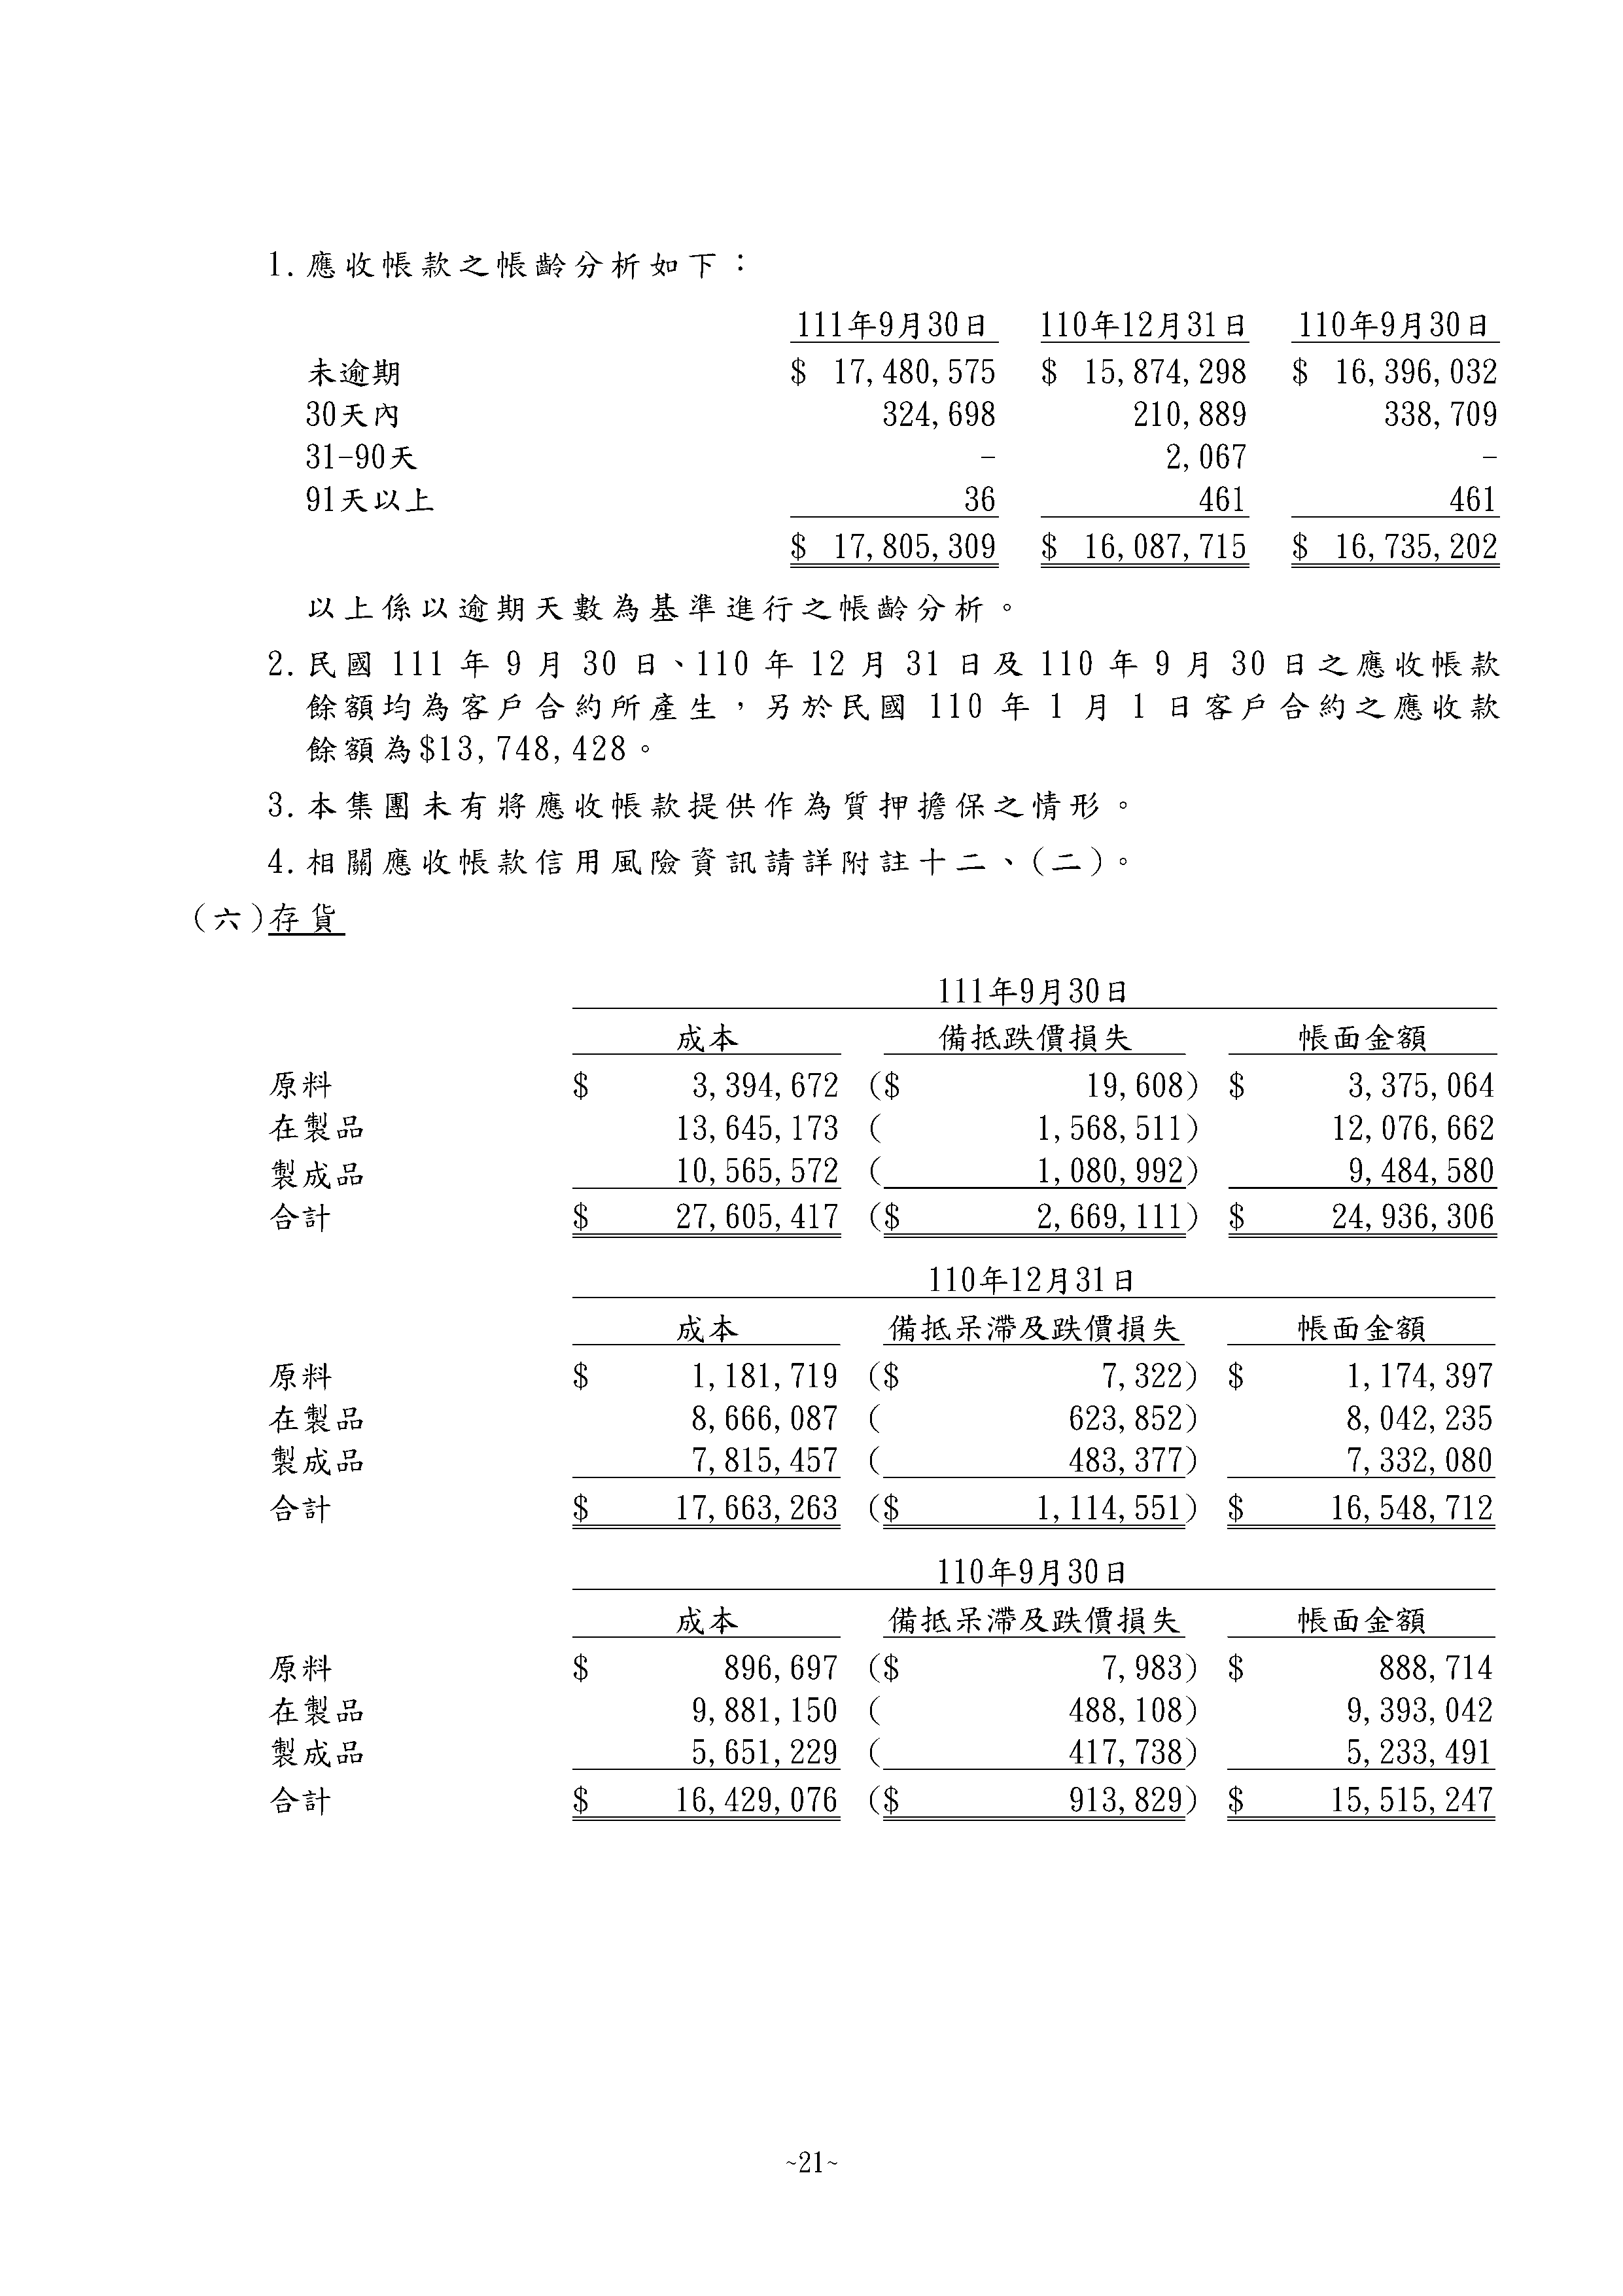 1.應收帳款之帳齡分析如下：
111年9月30日 110年12月31日 110年9月30日
未逾期 $ 17,480,575 $ 15,874,298 $ 16,396,032
30天內 324,698 210,889 338,709
31-90天 - 2,067 -
91天以上 36 461 461
$ 17,805,309 $ 16,087,715 $ 16,735,202
以上係以逾期天數為基準進行之帳齡分析。
2.民國 111 年 9 月 30 日、110 年 12 月 31 日及 110 年 9 月 30 日之應收帳款
餘額均為客戶合約所產生，另於民國 110 年 1 月 1 日客戶合約之應收款
餘額為$13,748,428。
3.本集團未有將應收帳款提供作為質押擔保之情形。
4.相關應收帳款信用風險資訊請詳附註十二、(二)。
(六)存貨
111年9月30日
成本 備抵跌價損失 帳面金額
原料 $ 3,394,672 ($ 19,608) $ 3,375,064
在製品 13,645,173 ( 1,568,511) 12,076,662
製成品 10,565,572 ( 1,080,992) 9,484,580
合計 $ 27,605,417 ($ 2,669,111) $ 24,936,306
110年12月31日
成本 備抵呆滯及跌價損失 帳面金額
原料 $ 1,181,719 ($ 7,322) $ 1,174,397
在製品 8,666,087 ( 623,852) 8,042,235
製成品 7,815,457 ( 483,377) 7,332,080
合計 $ 17,663,263 ($ 1,114,551) $ 16,548,712
110年9月30日
成本 備抵呆滯及跌價損失 帳面金額
原料 $ 896,697 ($ 7,983) $ 888,714
在製品 9,881,150 ( 488,108) 9,393,042
製成品 5,651,229 ( 417,738) 5,233,491
合計 $ 16,429,076 ($ 913,829) $ 15,515,247
~21~